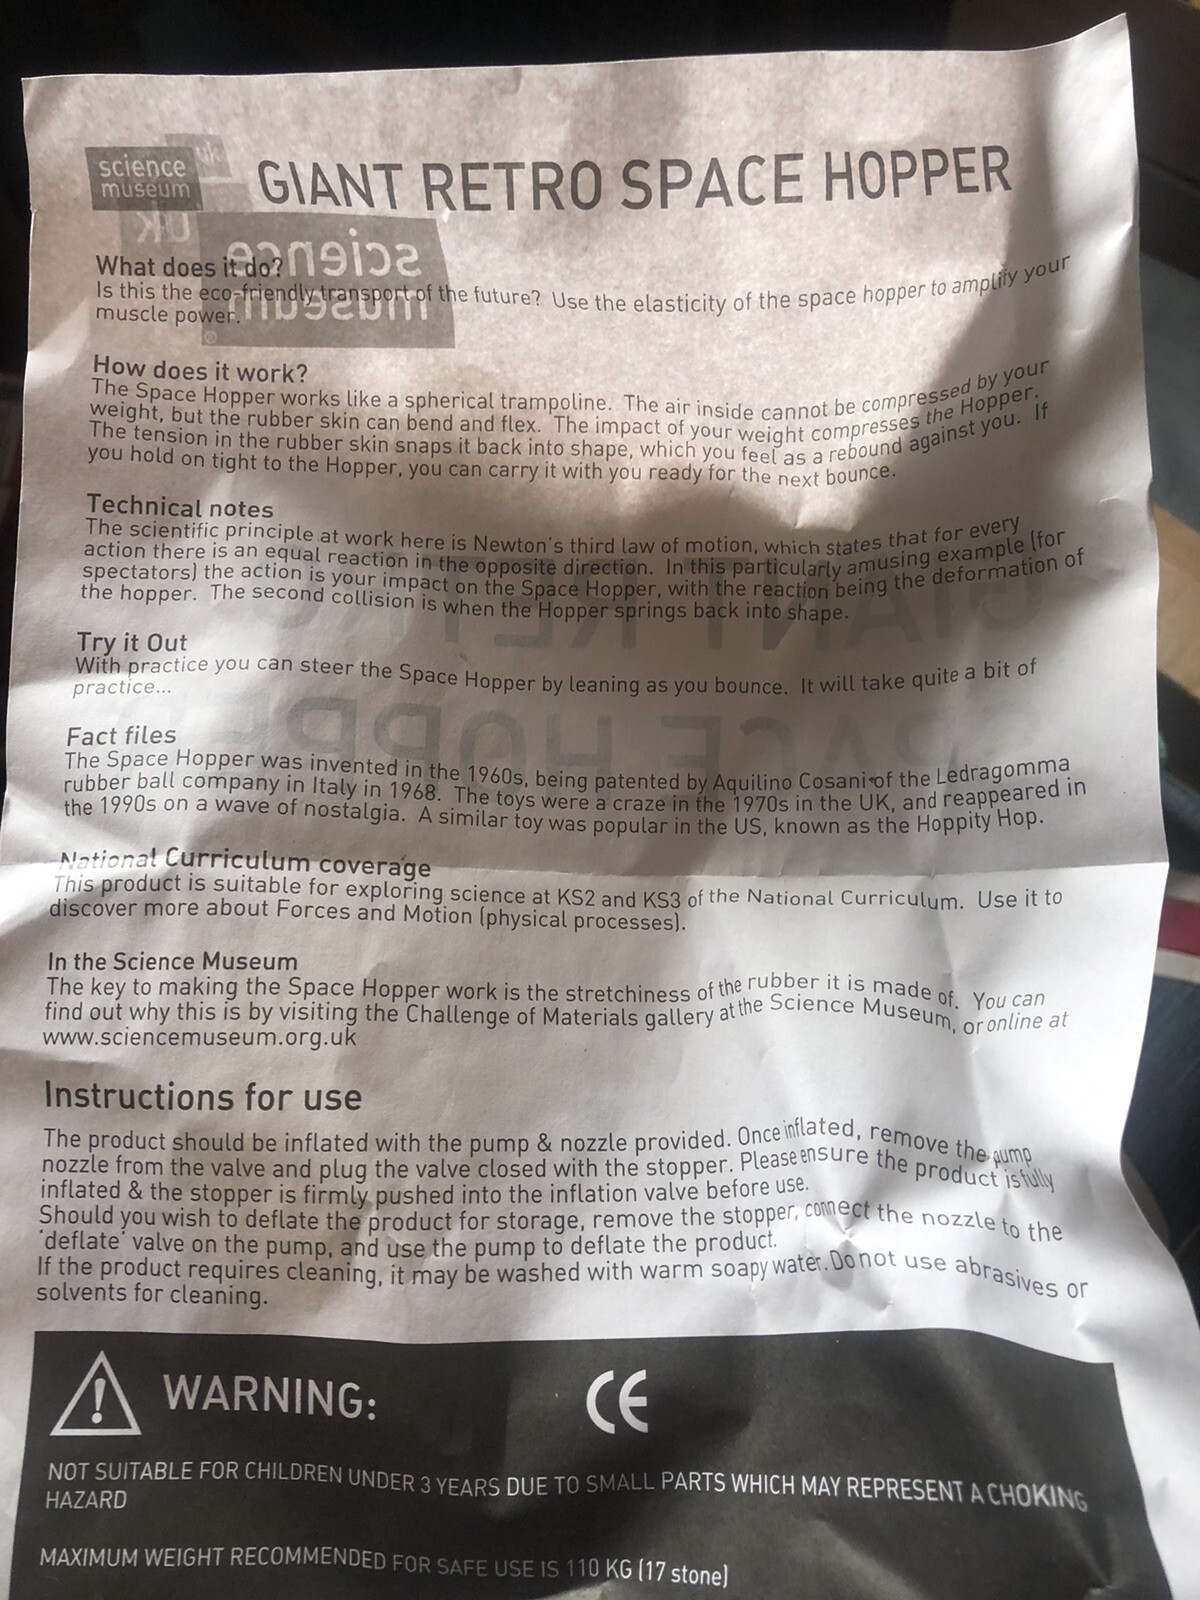 science
museum
uk
GIANT RETRO SPACE HOPPER
science
museum
UK
What does it do?
Is this the eco-friendly transport of the future? Use the elasticity of the space hopper to amplify your
muscle power.
How does it work?
The Space Hopper works like a spherical trampoline. The air inside cannot be compressed by your
weight, but the rubber skin can bend and flex. The impact of your weight compresses the Hopper.
The tension in the rubber skin snaps it back into shape, which you feel as a rebound against you. If
you hold on tight to the Hopper, you can carry it with you ready for the next bounce.
Technical notes
The scientific principle at work here is Newton's third law of motion, which states that for every
action there is an equal reaction in the opposite direction. In this particularly amusing example (for
spectators) the action is your impact on the Space Hopper, with the reaction being the deformation of
the hopper. The second collision is when the Hopper springs back into shape.
GIANT RETRO
Try it Out
With practice you can steer the Space Hopper by leaning as you bounce. It will take quite a bit of
practice...
SPACE HOPPER
Fact files
The Space Hopper was invented in the 1960s, being patented by Aquilino Cosani of the Ledragomma
rubber ball company in Italy in 1968. The toys were a craze in the 1970s in the UK, and reappeared in
the 1990s on a wave of nostalgia. A similar toy was popular in the US, known as the Hoppity Hop.
National Curriculum coverage
This product is suitable for exploring science at KS2 and KS3 of the National Curriculum. Use it to
discover more about Forces and Motion (physical processes).
In the Science Museum
The key to making the Space Hopper work is the stretchiness of the rubber it is made of. You can
find out why this is by visiting the Challenge of Materials gallery at the Science Museum, or online at
www.sciencemuseum.org.uk
Instructions for use
The product should be inflated with the pump & nozzle provided. Once inflated, remove the pump
nozzle from the valve and plug the valve closed with the stopper. Please ensure the product is fully
inflated & the stopper is firmly pushed into the inflation valve before use.
Should you wish to deflate the product for storage, remove the stopper, connect the nozzle to the
'deflate' valve on the pump, and use the pump to deflate the product.
If the product requires cleaning, it may be washed with warm soapy water. Do not use abrasives or
solvents for cleaning.
WARNING:
CE
NOT SUITABLE FOR CHILDREN UNDER 3 YEARS DUE TO SMALL PARTS WHICH MAY REPRESENT A CHOKING
HAZARD
MAXIMUM WEIGHT RECOMMENDED FOR SAFE USE IS 110 KG (17 stone)